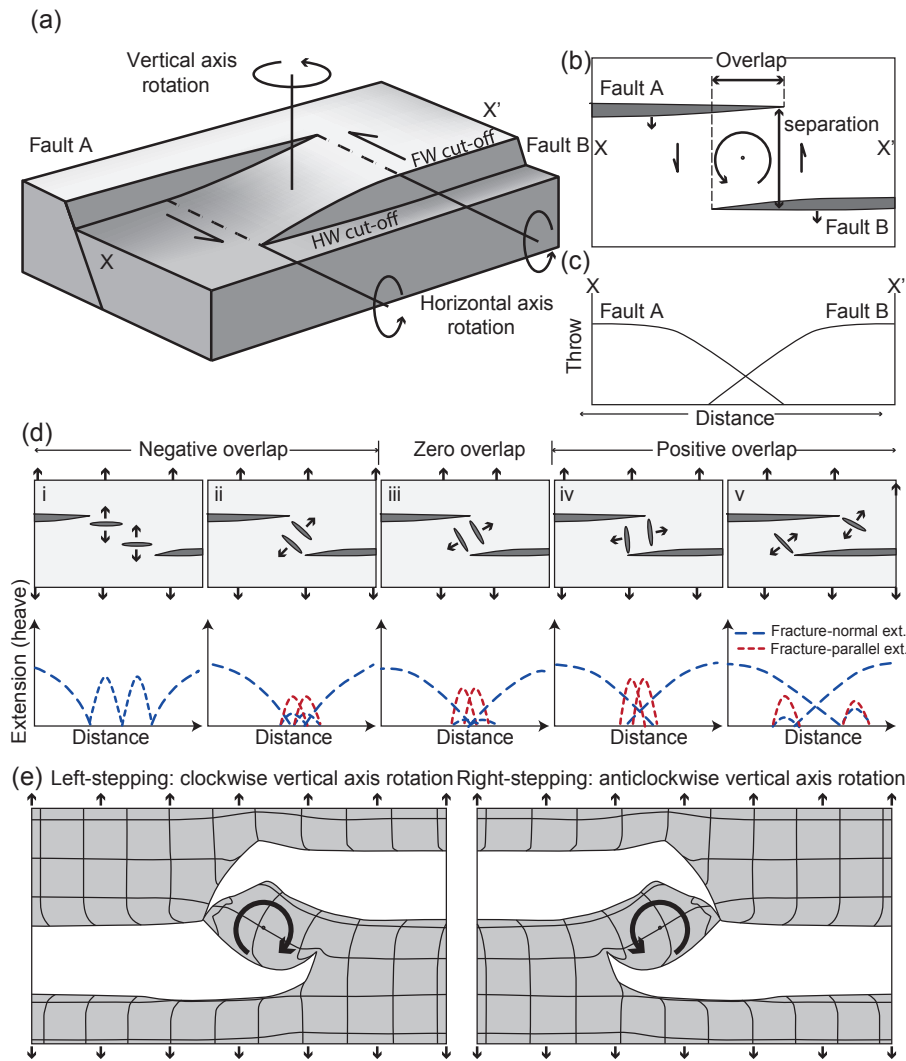 (a)
Vertical axis
rotation
X'
Fault A
Fault B
FW cut-off
HW cut-off
X
Horizontal axis
rotation
(b)
Overlap
Fault A
separation
X
X'
Fault B
(c)
X
X'
Fault A
Fault B
Throw
Distance
(d)
Negative overlap
Zero overlap
Positive overlap
i
ii
iii
iv
v
Extension (heave)
Fracture-normal ext.
Fracture-parallel ext.
Distance
Distance
Distance
Distance
Distance
(e)
Left-stepping: clockwise vertical axis rotation
Right-stepping: anticlockwise vertical axis rotation